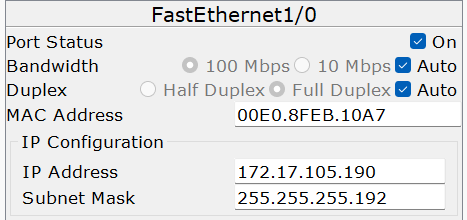 FastEthernet1/0
Port Status On
Bandwidth 100 Mbps 10 Mbps Auto
Duplex Half Duplex Full Duplex Auto
MAC Address 00E0.8FEB.10A7
IP Configuration
IP Address 172.17.105.190
Subnet Mask 255.255.255.192